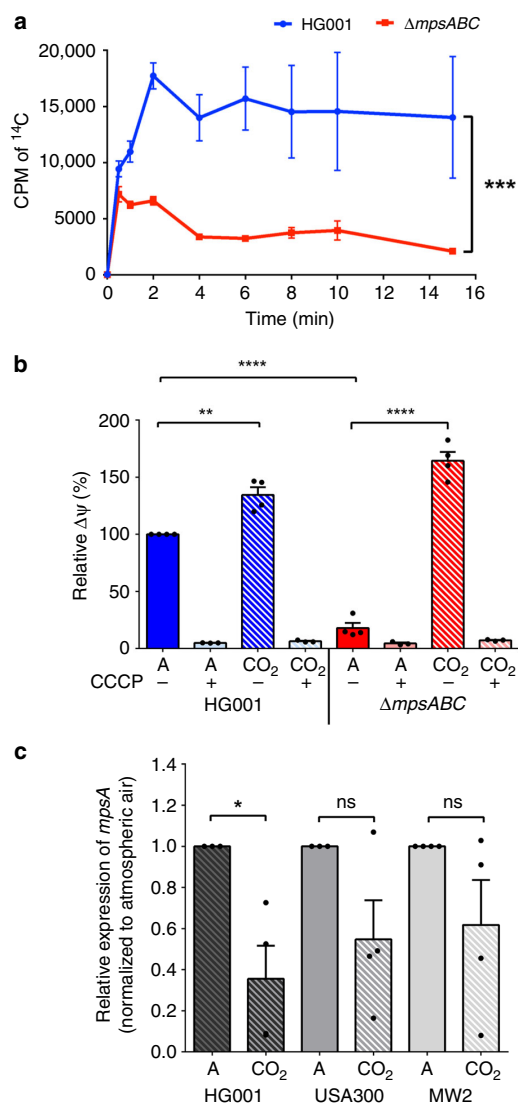 a
HG001 ΔmpsABC
20,000
15,000
10,000
5000
0
CPM of ¹⁴C
***
0 2 4 6 8 10 12 14 16
Time (min)
b
****
** ****
200
150
100
50
0
Relative Δψ (%)
A A CO₂ CO₂ A A CO₂ CO₂
CCCP − + − + − + − +
HG001 ΔmpsABC
c
1.4
1.2
1.0
0.8
0.6
0.4
0.2
0.0
Relative expression of mpsA
(normalized to atmospheric air)
* ns ns
A CO₂ A CO₂ A CO₂
HG001 USA300 MW2